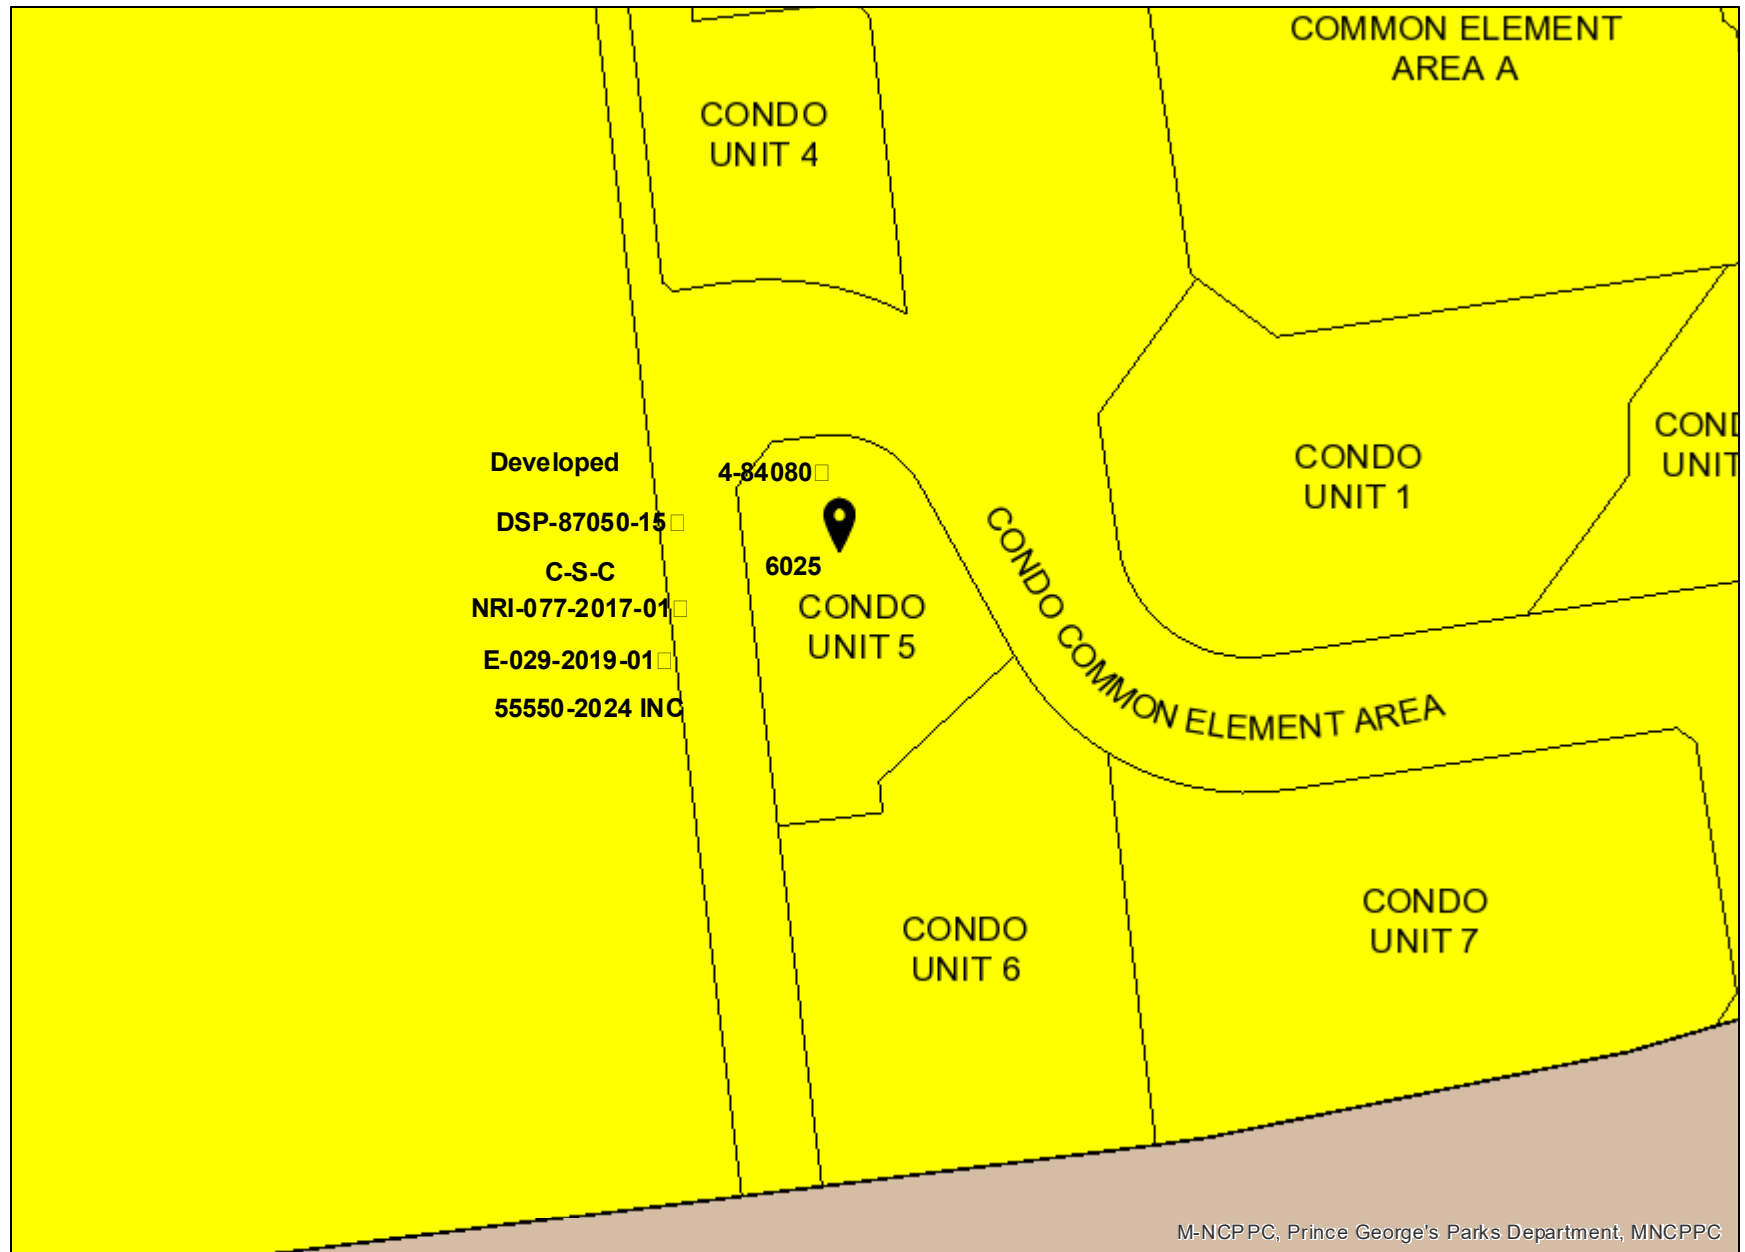 COMMON ELEMENT
AREA A
CONDO
UNIT 4
CONDO
UNIT 1
COND
UNIT
Developed
4-84080
DSP-87050-15
C-S-C
6025
NRI-077-2017-01
CONDO
UNIT 5
E-029-2019-01
55550-2024 INC
CONDO COMMON ELEMENT AREA
CONDO
UNIT 6
CONDO
UNIT 7
M-NCPPC, Prince George's Parks Department, MNCPPC